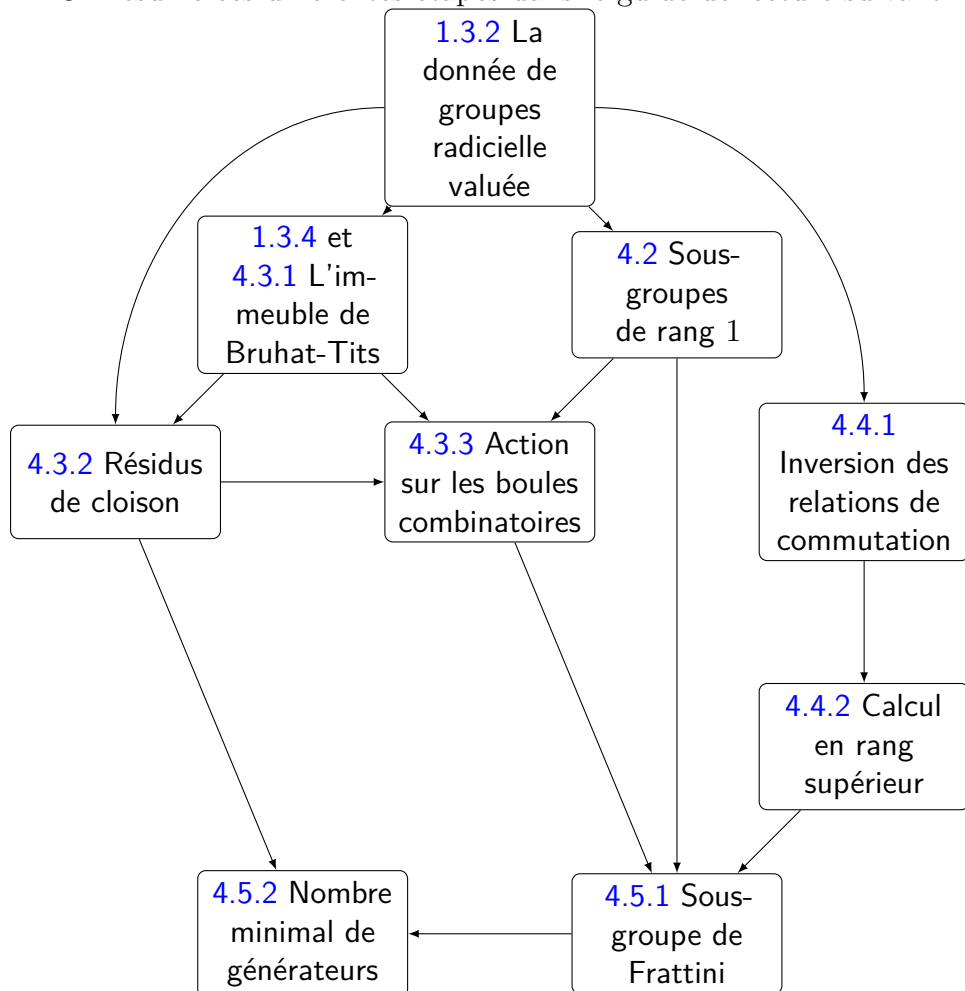 1.3.2 La
donnée de
groupes
radicielle
valuée
1.3.4 et
4.3.1 L'im-
meuble de
Bruhat-Tits
4.2 Sous-
groupes
de rang 1
4.3.2 Résidus
de cloison
4.3.3 Action
sur les boules
combinatoires
4.4.1
Inversion des
relations de
commutation
4.4.2 Calcul
en rang
supérieur
4.5.2 Nombre
minimal de
générateurs
4.5.1 Sous-
groupe de
Frattini